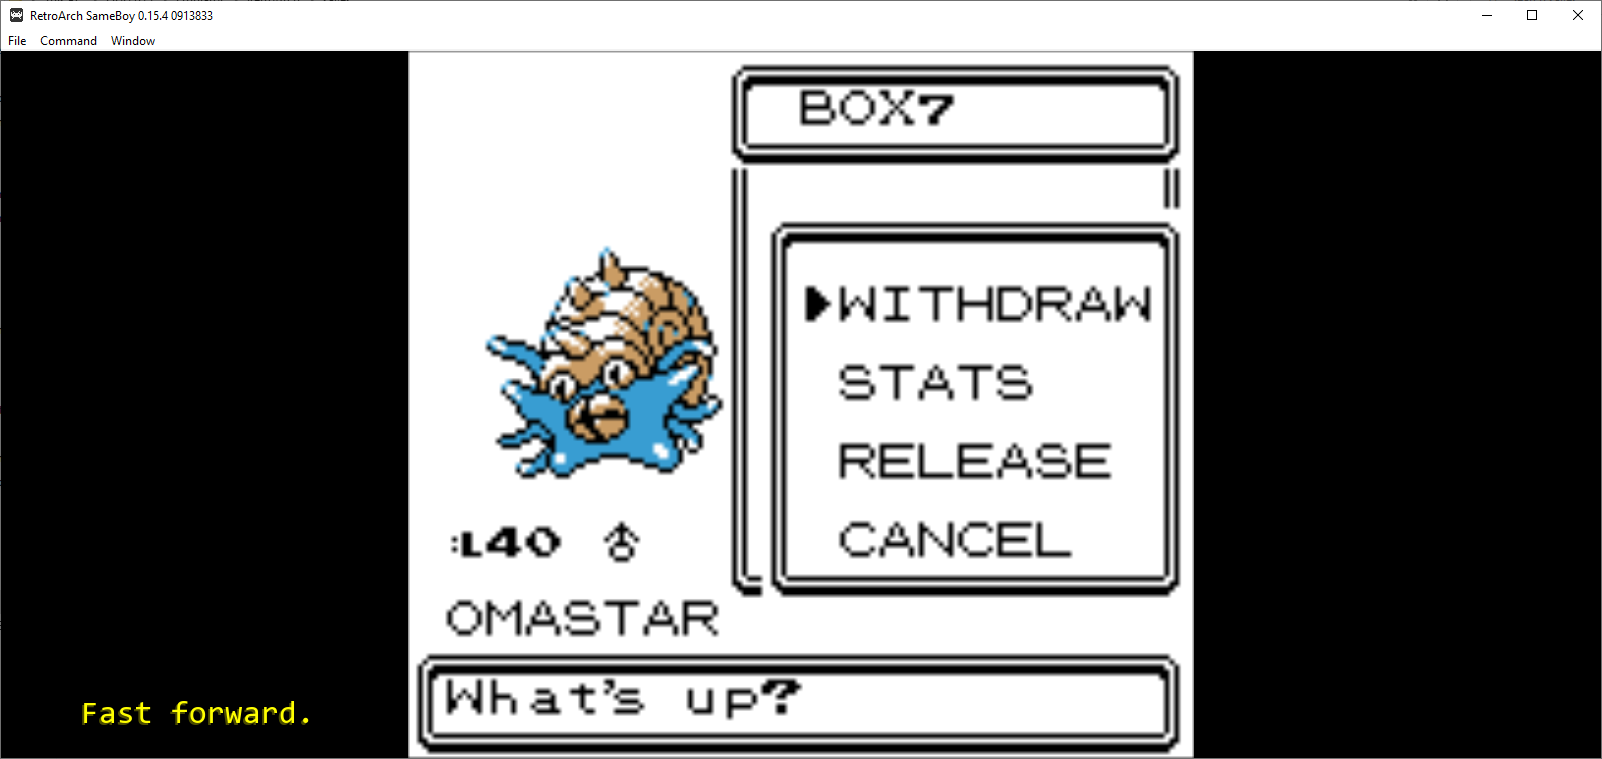 RetroArch SameBoy 0.15.4 0913833
File Command Window
BOX7
WITHDRAW
STATS
RELEASE
CANCEL
:L40 ♂
OMASTAR
What's up?
Fast forward.